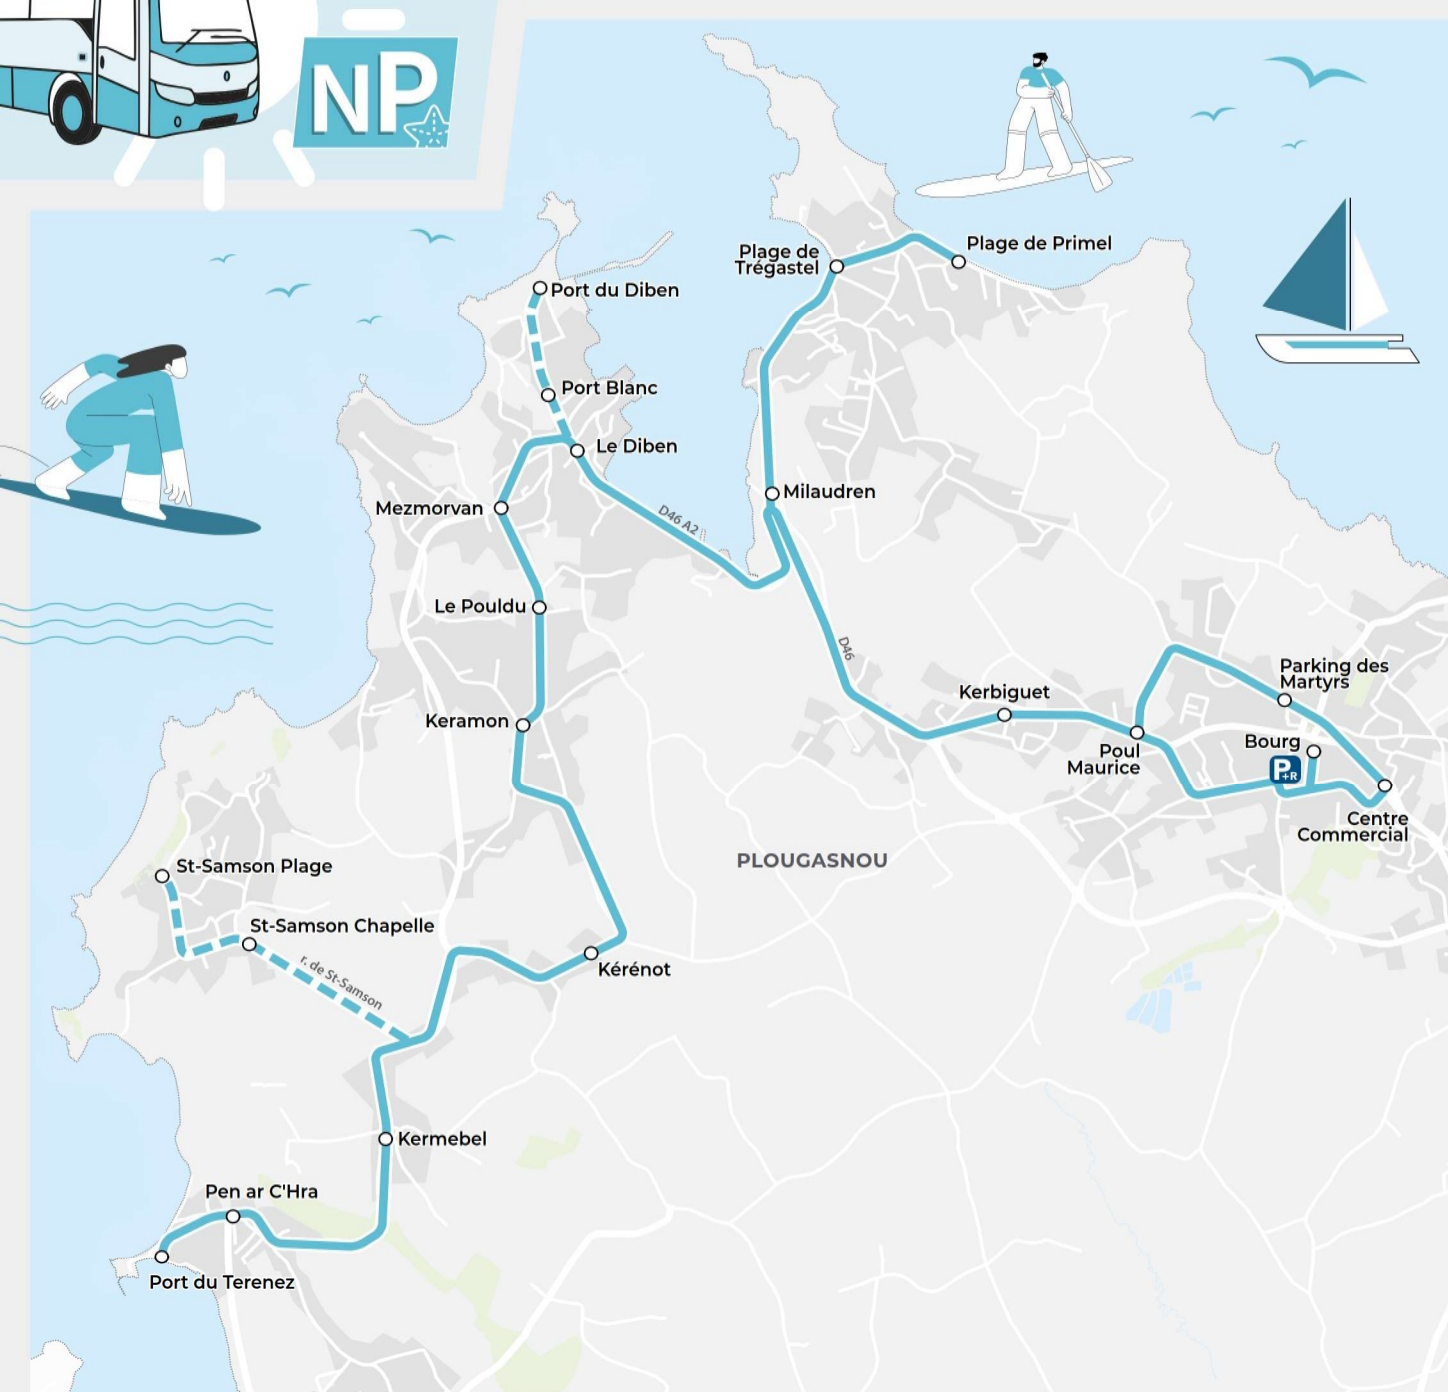 NP
Plage de Primel
Plage de
Trégastel
Port du Diben
Port Blanc
Le Diben
Milaudren
Mezmorvan
D46 A2
Le Pouldu
D46
Parking des
Martyrs
Kerbiguet
Keramon
Bourg
Poul
Maurice
P+R
Centre
Commercial
PLOUGASNOU
St-Samson Plage
St-Samson Chapelle
r. de St-Samson
Kérénot
Kermebel
Pen ar C'Hra
Port du Terenez